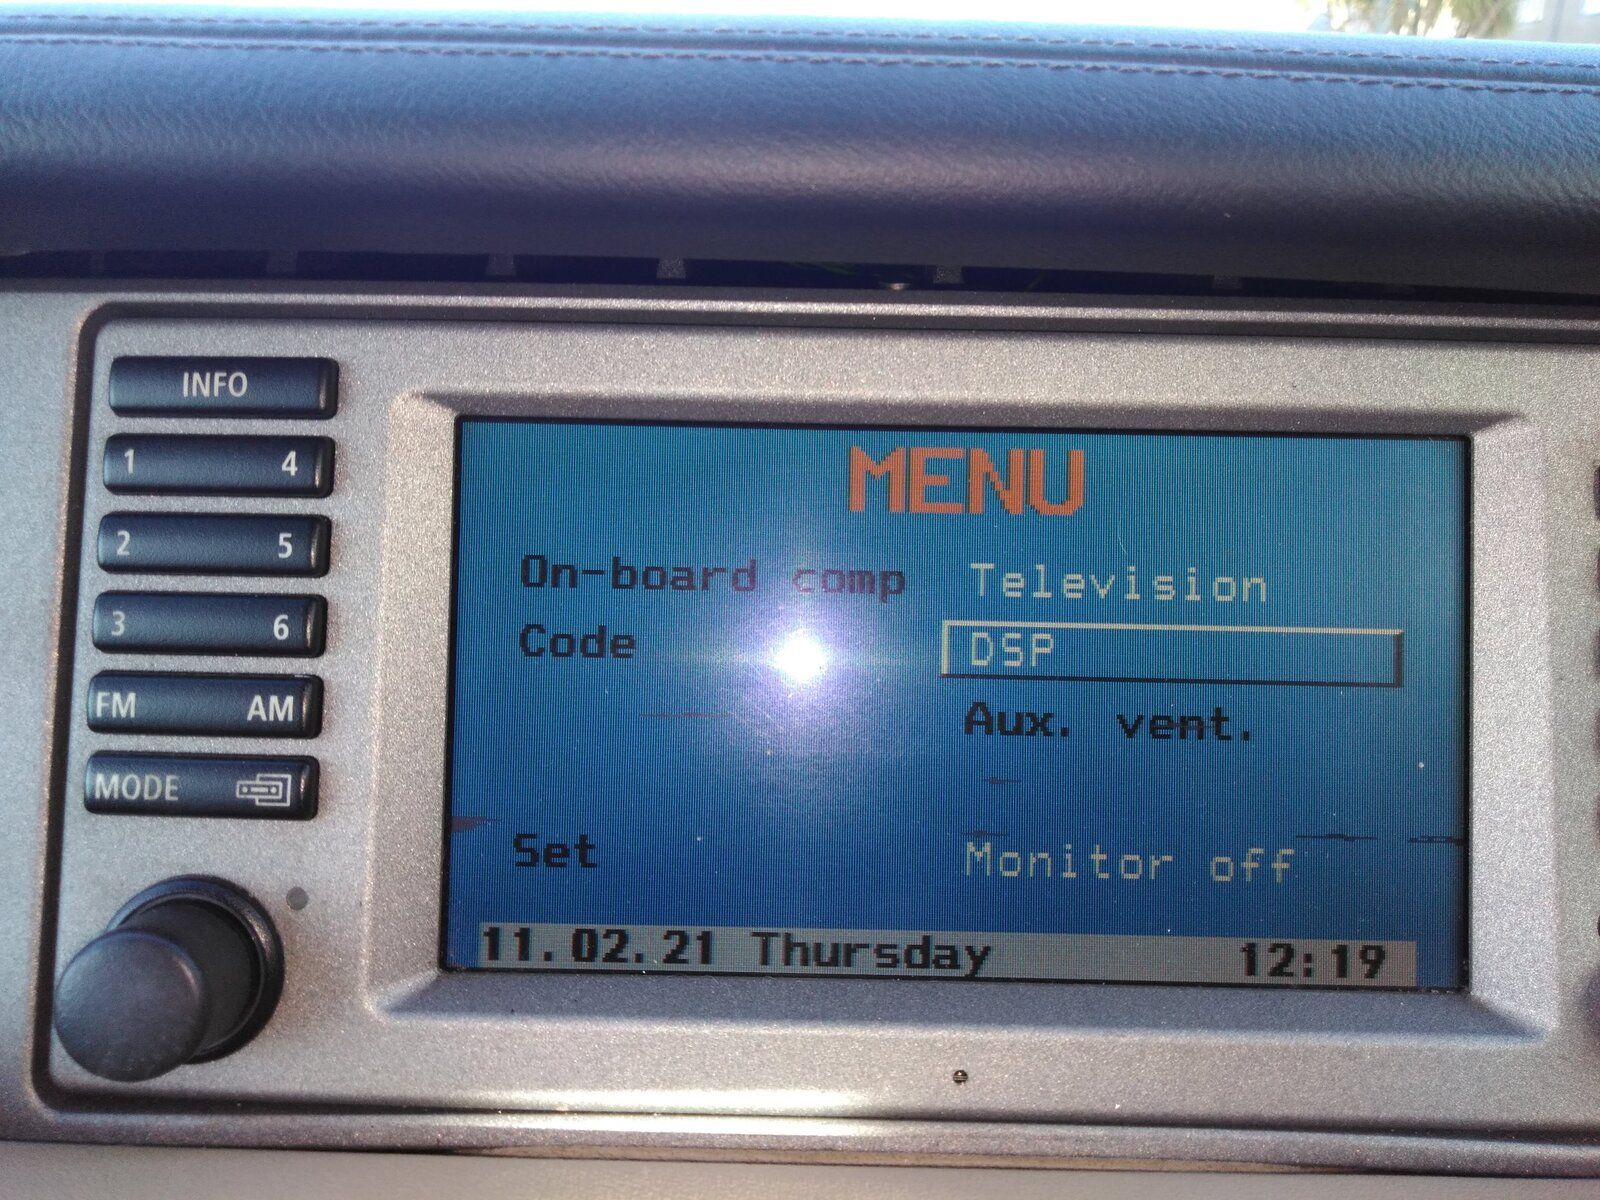 INFO
1 4
2 5
3 6
FM AM
MODE
MENU
On-board comp Television
Code DSP
Aux. vent.
Set Monitor off
11.02.21 Thursday 12:19